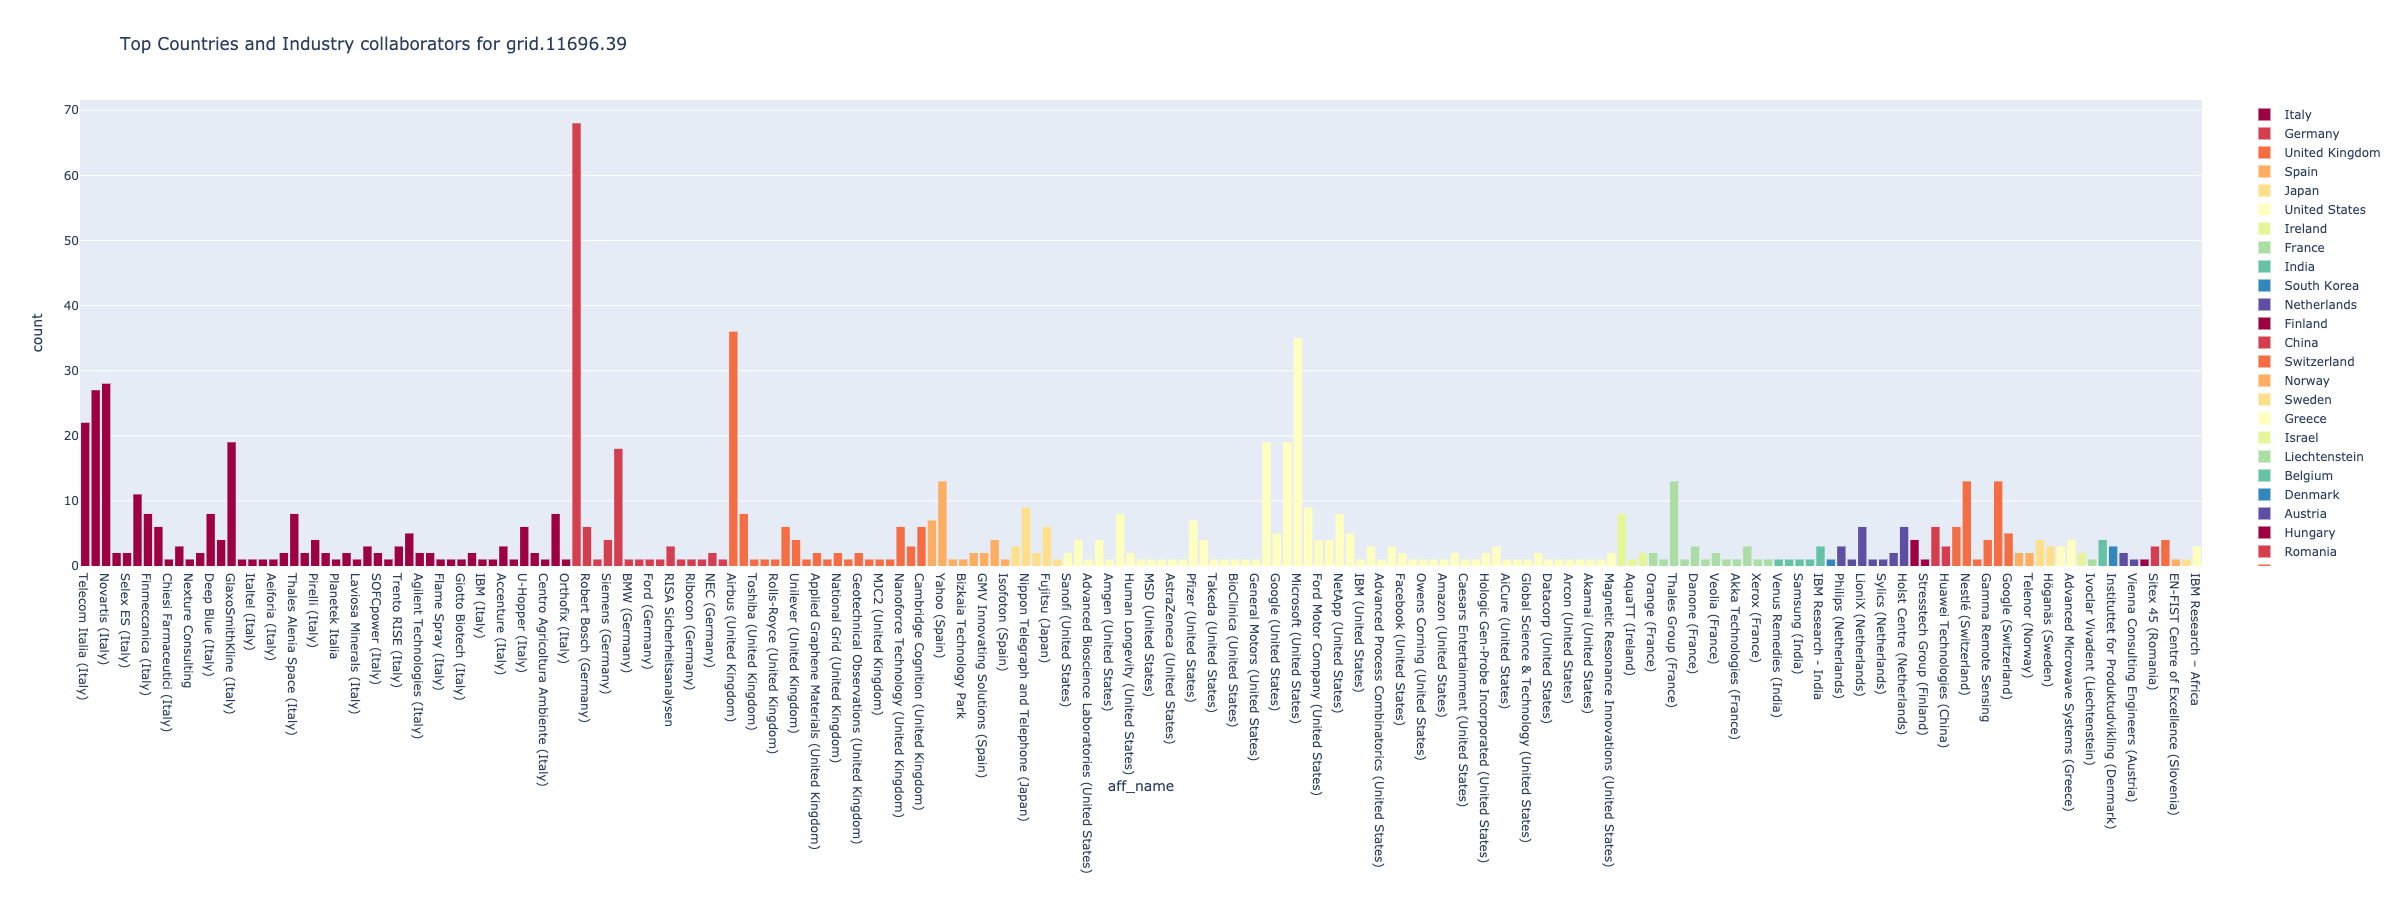 Top Countries and Industry collaborators for grid.11696.39
70
60
50
40
30
20
10
0
count
Telecom Italia (Italy)
Novartis (Italy)
Selex ES (Italy)
Finmeccanica (Italy)
Chiesi Farmaceutici (Italy)
Nexture Consulting
Deep Blue (Italy)
GlaxoSmithKline (Italy)
Italtel (Italy)
Aeiforia (Italy)
Thales Alenia Space (Italy)
Pirelli (Italy)
Planetek Italia
Laviosa Minerals (Italy)
SOFCpower (Italy)
Trento RISE (Italy)
Agilent Technologies (Italy)
Flame Spray (Italy)
Giotto Biotech (Italy)
IBM (Italy)
Accenture (Italy)
U-Hopper (Italy)
Centro Agricoltura Ambiente (Italy)
Orthofix (Italy)
Robert Bosch (Germany)
Siemens (Germany)
BMW (Germany)
Ford (Germany)
RISA Sicherheitsanalysen
Ribocon (Germany)
NEC (Germany)
Airbus (United Kingdom)
Toshiba (United Kingdom)
Rolls-Royce (United Kingdom)
Unilever (United Kingdom)
Applied Graphene Materials (United Kingdom)
National Grid (United Kingdom)
Geotechnical Observations (United Kingdom)
MJC2 (United Kingdom)
Nanoforce Technology (United Kingdom)
Cambridge Cognition (United Kingdom)
Yahoo (Spain)
Bizkaia Technology Park
GMV Innovating Solutions (Spain)
Isofoton (Spain)
Nippon Telegraph and Telephone (Japan)
Fujitsu (Japan)
Sanofi (United States)
Advanced Bioscience Laboratories (United States)
Amgen (United States)
Human Longevity (United States)
MSD (United States)
AstraZeneca (United States)
Pfizer (United States)
Takeda (United States)
BioClinica (United States)
General Motors (United States)
Google (United States)
Microsoft (United States)
Ford Motor Company (United States)
NetApp (United States)
IBM (United States)
Advanced Process Combinatorics (United States)
Facebook (United States)
Owens Corning (United States)
Amazon (United States)
Caesars Entertainment (United States)
Hologic Gen-Probe Incorporated (United States)
AiCure (United States)
Global Science & Technology (United States)
Datacorp (United States)
Arcon (United States)
Akamai (United States)
Magnetic Resonance Innovations (United States)
AquaTT (Ireland)
Orange (France)
Thales Group (France)
Danone (France)
Veolia (France)
Akka Technologies (France)
Xerox (France)
Venus Remedies (India)
Samsung (India)
IBM Research - India
Philips (Netherlands)
LioniX (Netherlands)
Sylics (Netherlands)
Holst Centre (Netherlands)
Stresstech Group (Finland)
Huawei Technologies (China)
Nestlé (Switzerland)
Gamma Remote Sensing
Google (Switzerland)
Telenor (Norway)
Höganäs (Sweden)
Advanced Microwave Systems (Greece)
Ivoclar Vivadent (Liechtenstein)
Instituttet for Produktudvikling (Denmark)
Vienna Consulting Engineers (Austria)
Sitex 45 (Romania)
EN-FIST Centre of Excellence (Slovenia)
IBM Research – Africa
aff_name
Italy
Germany
United Kingdom
Spain
Japan
United States
Ireland
France
India
South Korea
Netherlands
Finland
China
Switzerland
Norway
Sweden
Greece
Israel
Liechtenstein
Belgium
Denmark
Austria
Hungary
Romania